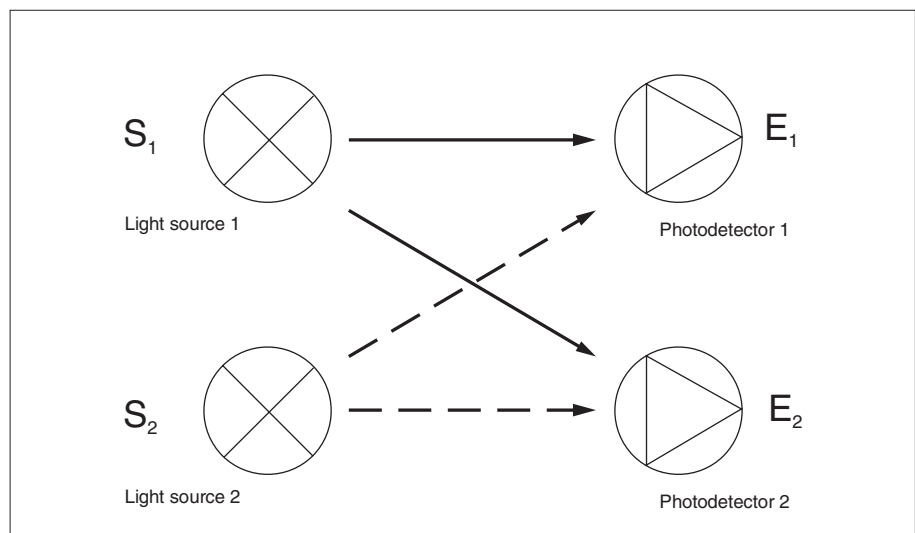 S₁
E₁
Light source 1
Photodetector 1
S₂
E₂
Light source 2
Photodetector 2